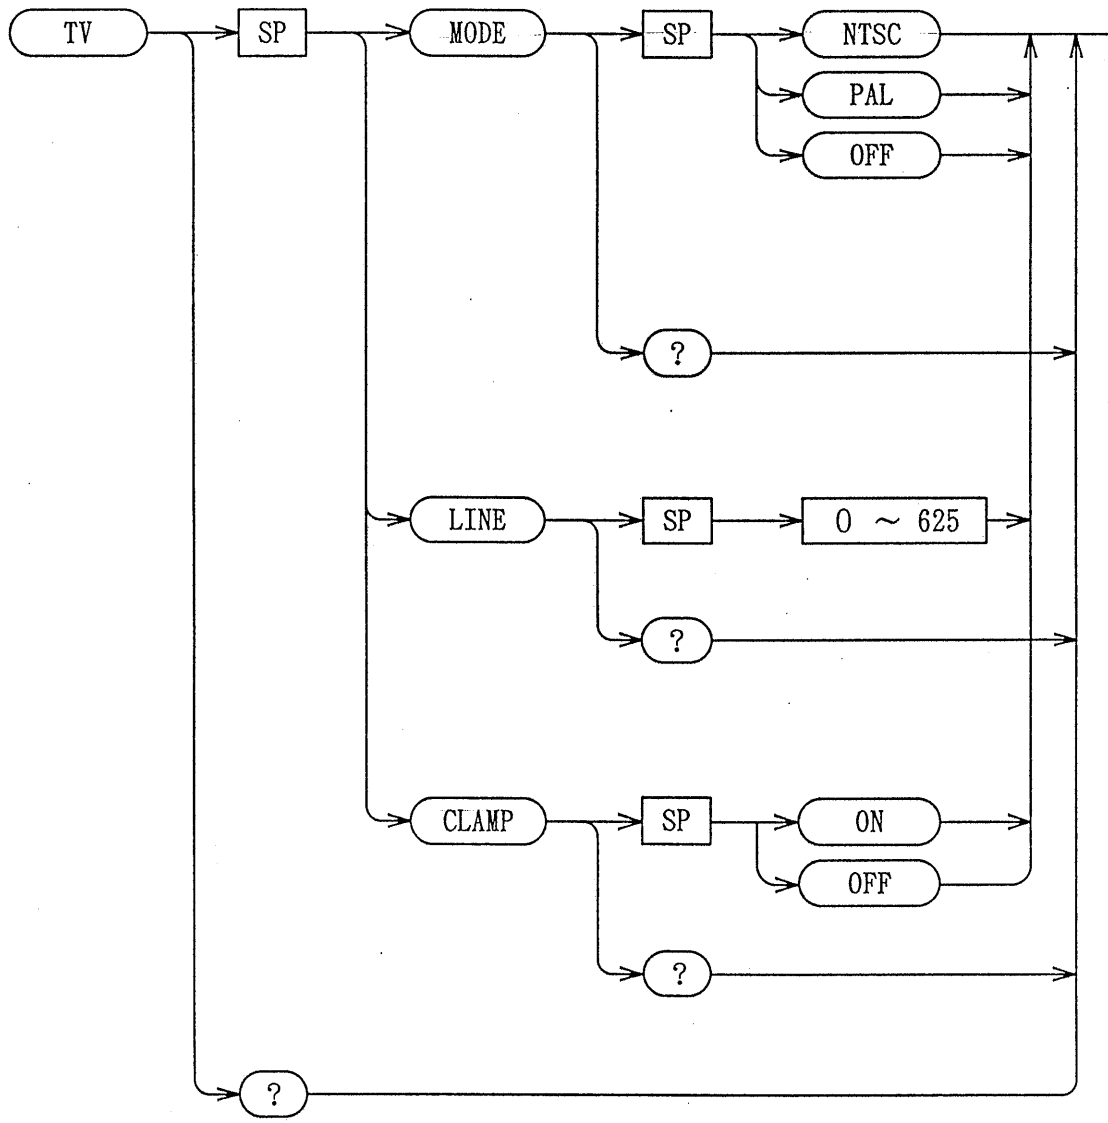 TV SP MODE SP NTSC
PAL
OFF
?
LINE SP 0 ~ 625
?
CLAMP SP ON
OFF
?
?